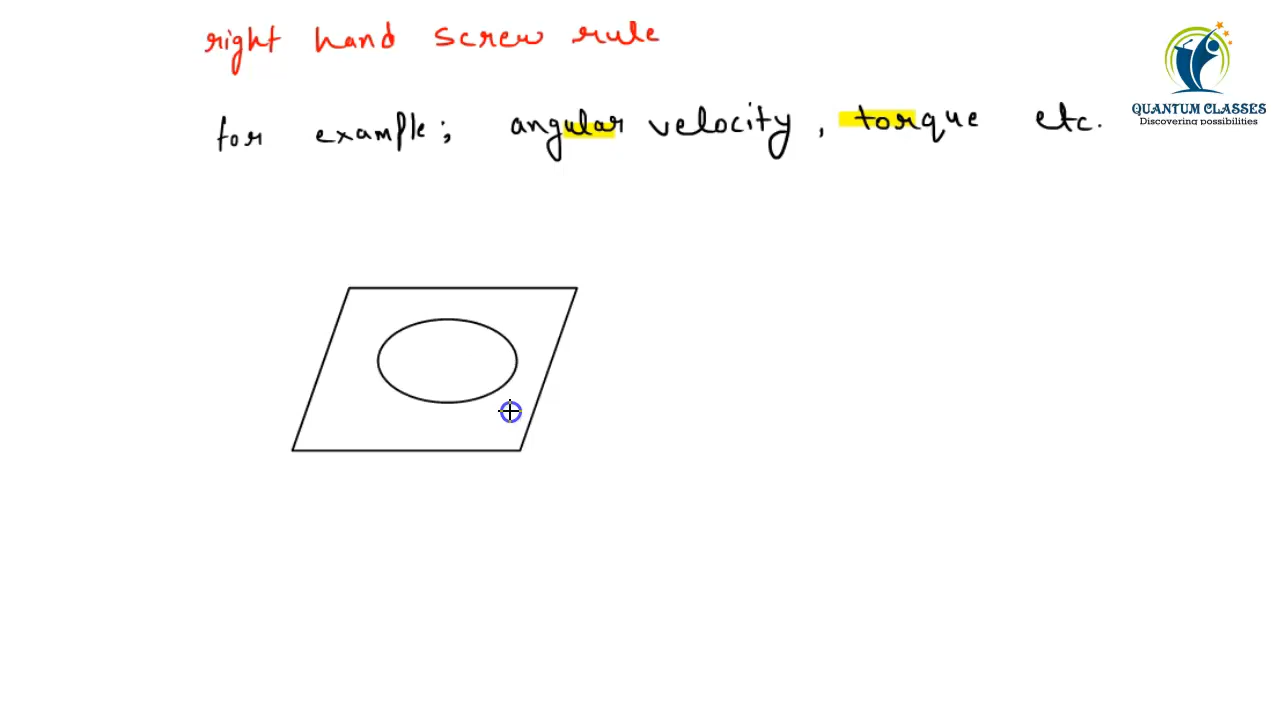 right hand screw rule
QUANTUM CLASSES
Discovering possibilities
for example; angular velocity, torque etc.